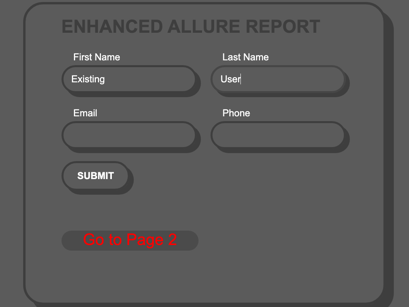 ENHANCED ALLURE REPORT
First Name Last Name
Existing User
Email Phone
SUBMIT
Go to Page 2